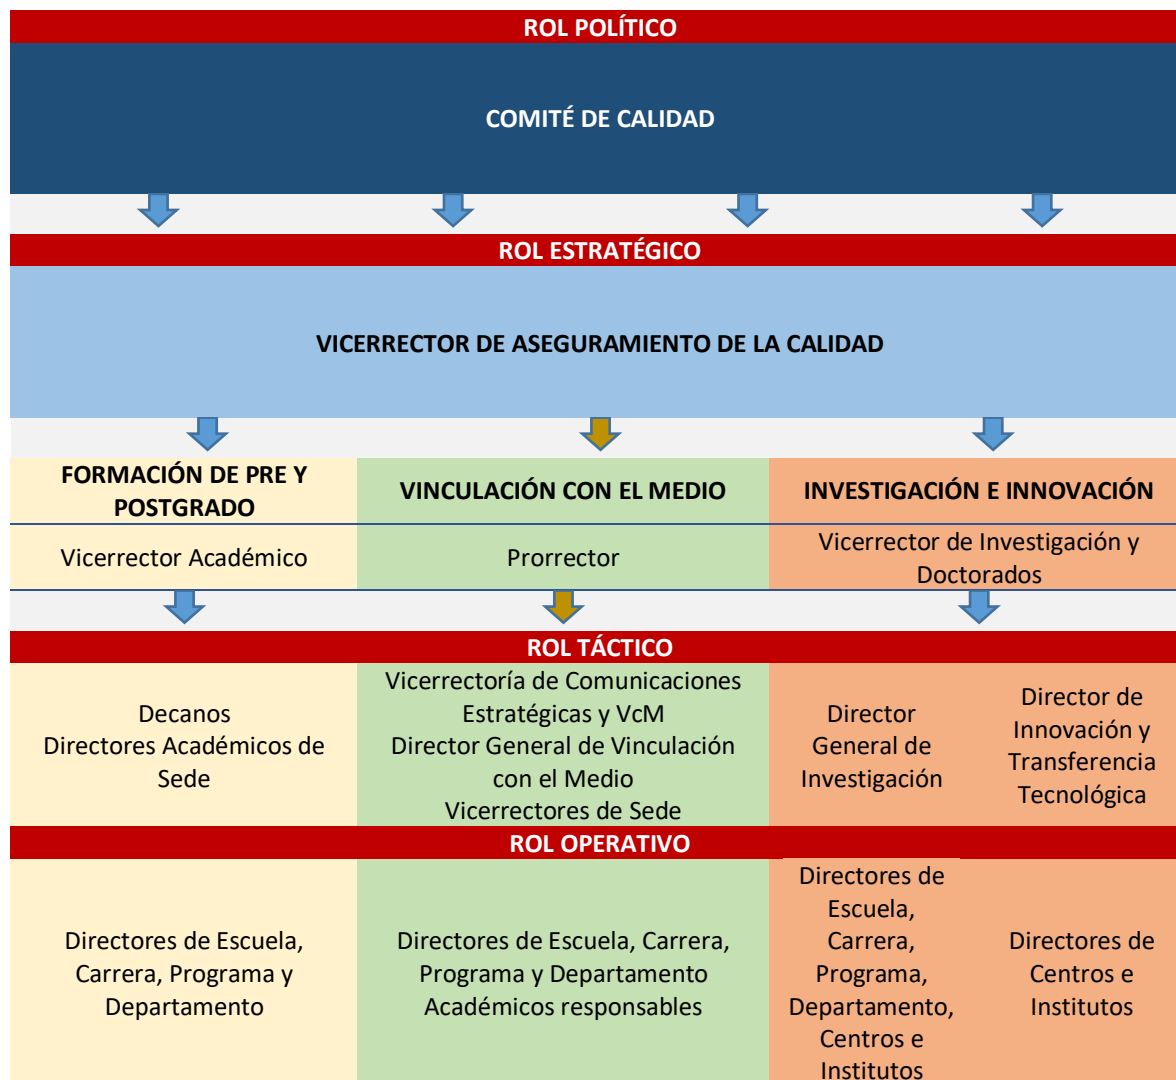 ROL POLÍTICO
COMITÉ DE CALIDAD
ROL ESTRATÉGICO
VICERRECTOR DE ASEGURAMIENTO DE LA CALIDAD
FORMACIÓN DE PRE Y
POSTGRADO
VINCULACIÓN CON EL MEDIO
INVESTIGACIÓN E INNOVACIÓN
Vicerrector Académico
Prorrector
Vicerrector de Investigación y
Doctorados
ROL TÁCTICO
Decanos
Directores Académicos de
Sede
Vicerrectoría de Comunicaciones
Estratégicas y VcM
Director General de Vinculación
con el Medio
Vicerrectores de Sede
Director
General de
Investigación
Director de
Innovación y
Transferencia
Tecnológica
ROL OPERATIVO
Directores de Escuela,
Carrera, Programa y
Departamento
Directores de Escuela, Carrera,
Programa y Departamento
Académicos responsables
Directores de
Escuela,
Carrera,
Programa,
Departamento,
Centros e
Institutos
Directores de
Centros e
Institutos